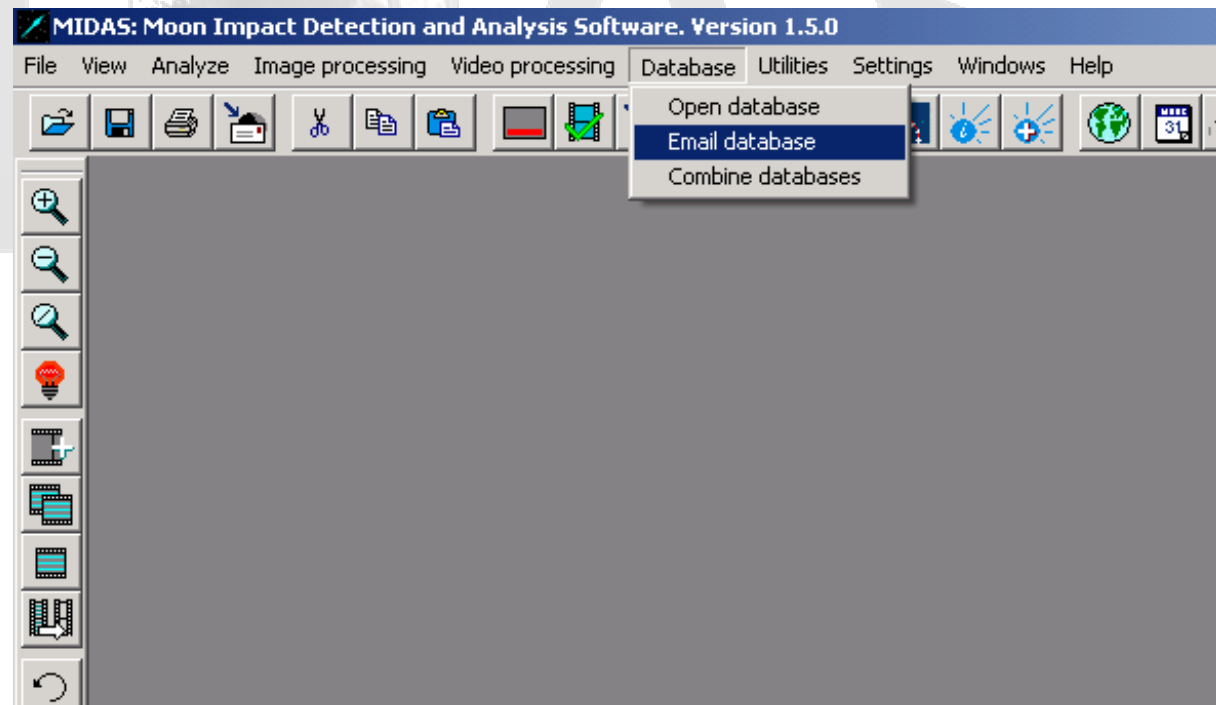 MIDAS: Moon Impact Detection and Analysis Software. Version 1.5.0
File View Analyze Image processing Video processing Database Utilities Settings Windows Help
Open database
Email database
Combine databases
31